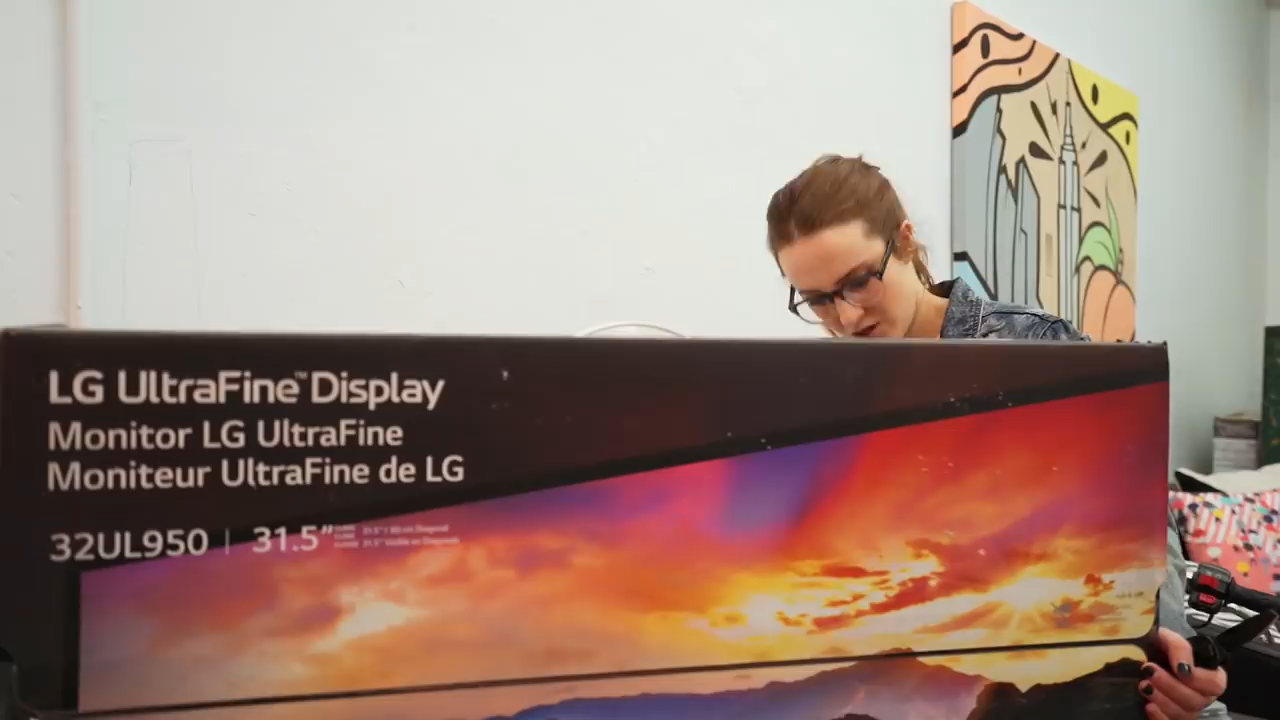 LG UltraFine™ Display
Monitor LG UltraFine
Moniteur UltraFine de LG
32UL950 | 31.5"